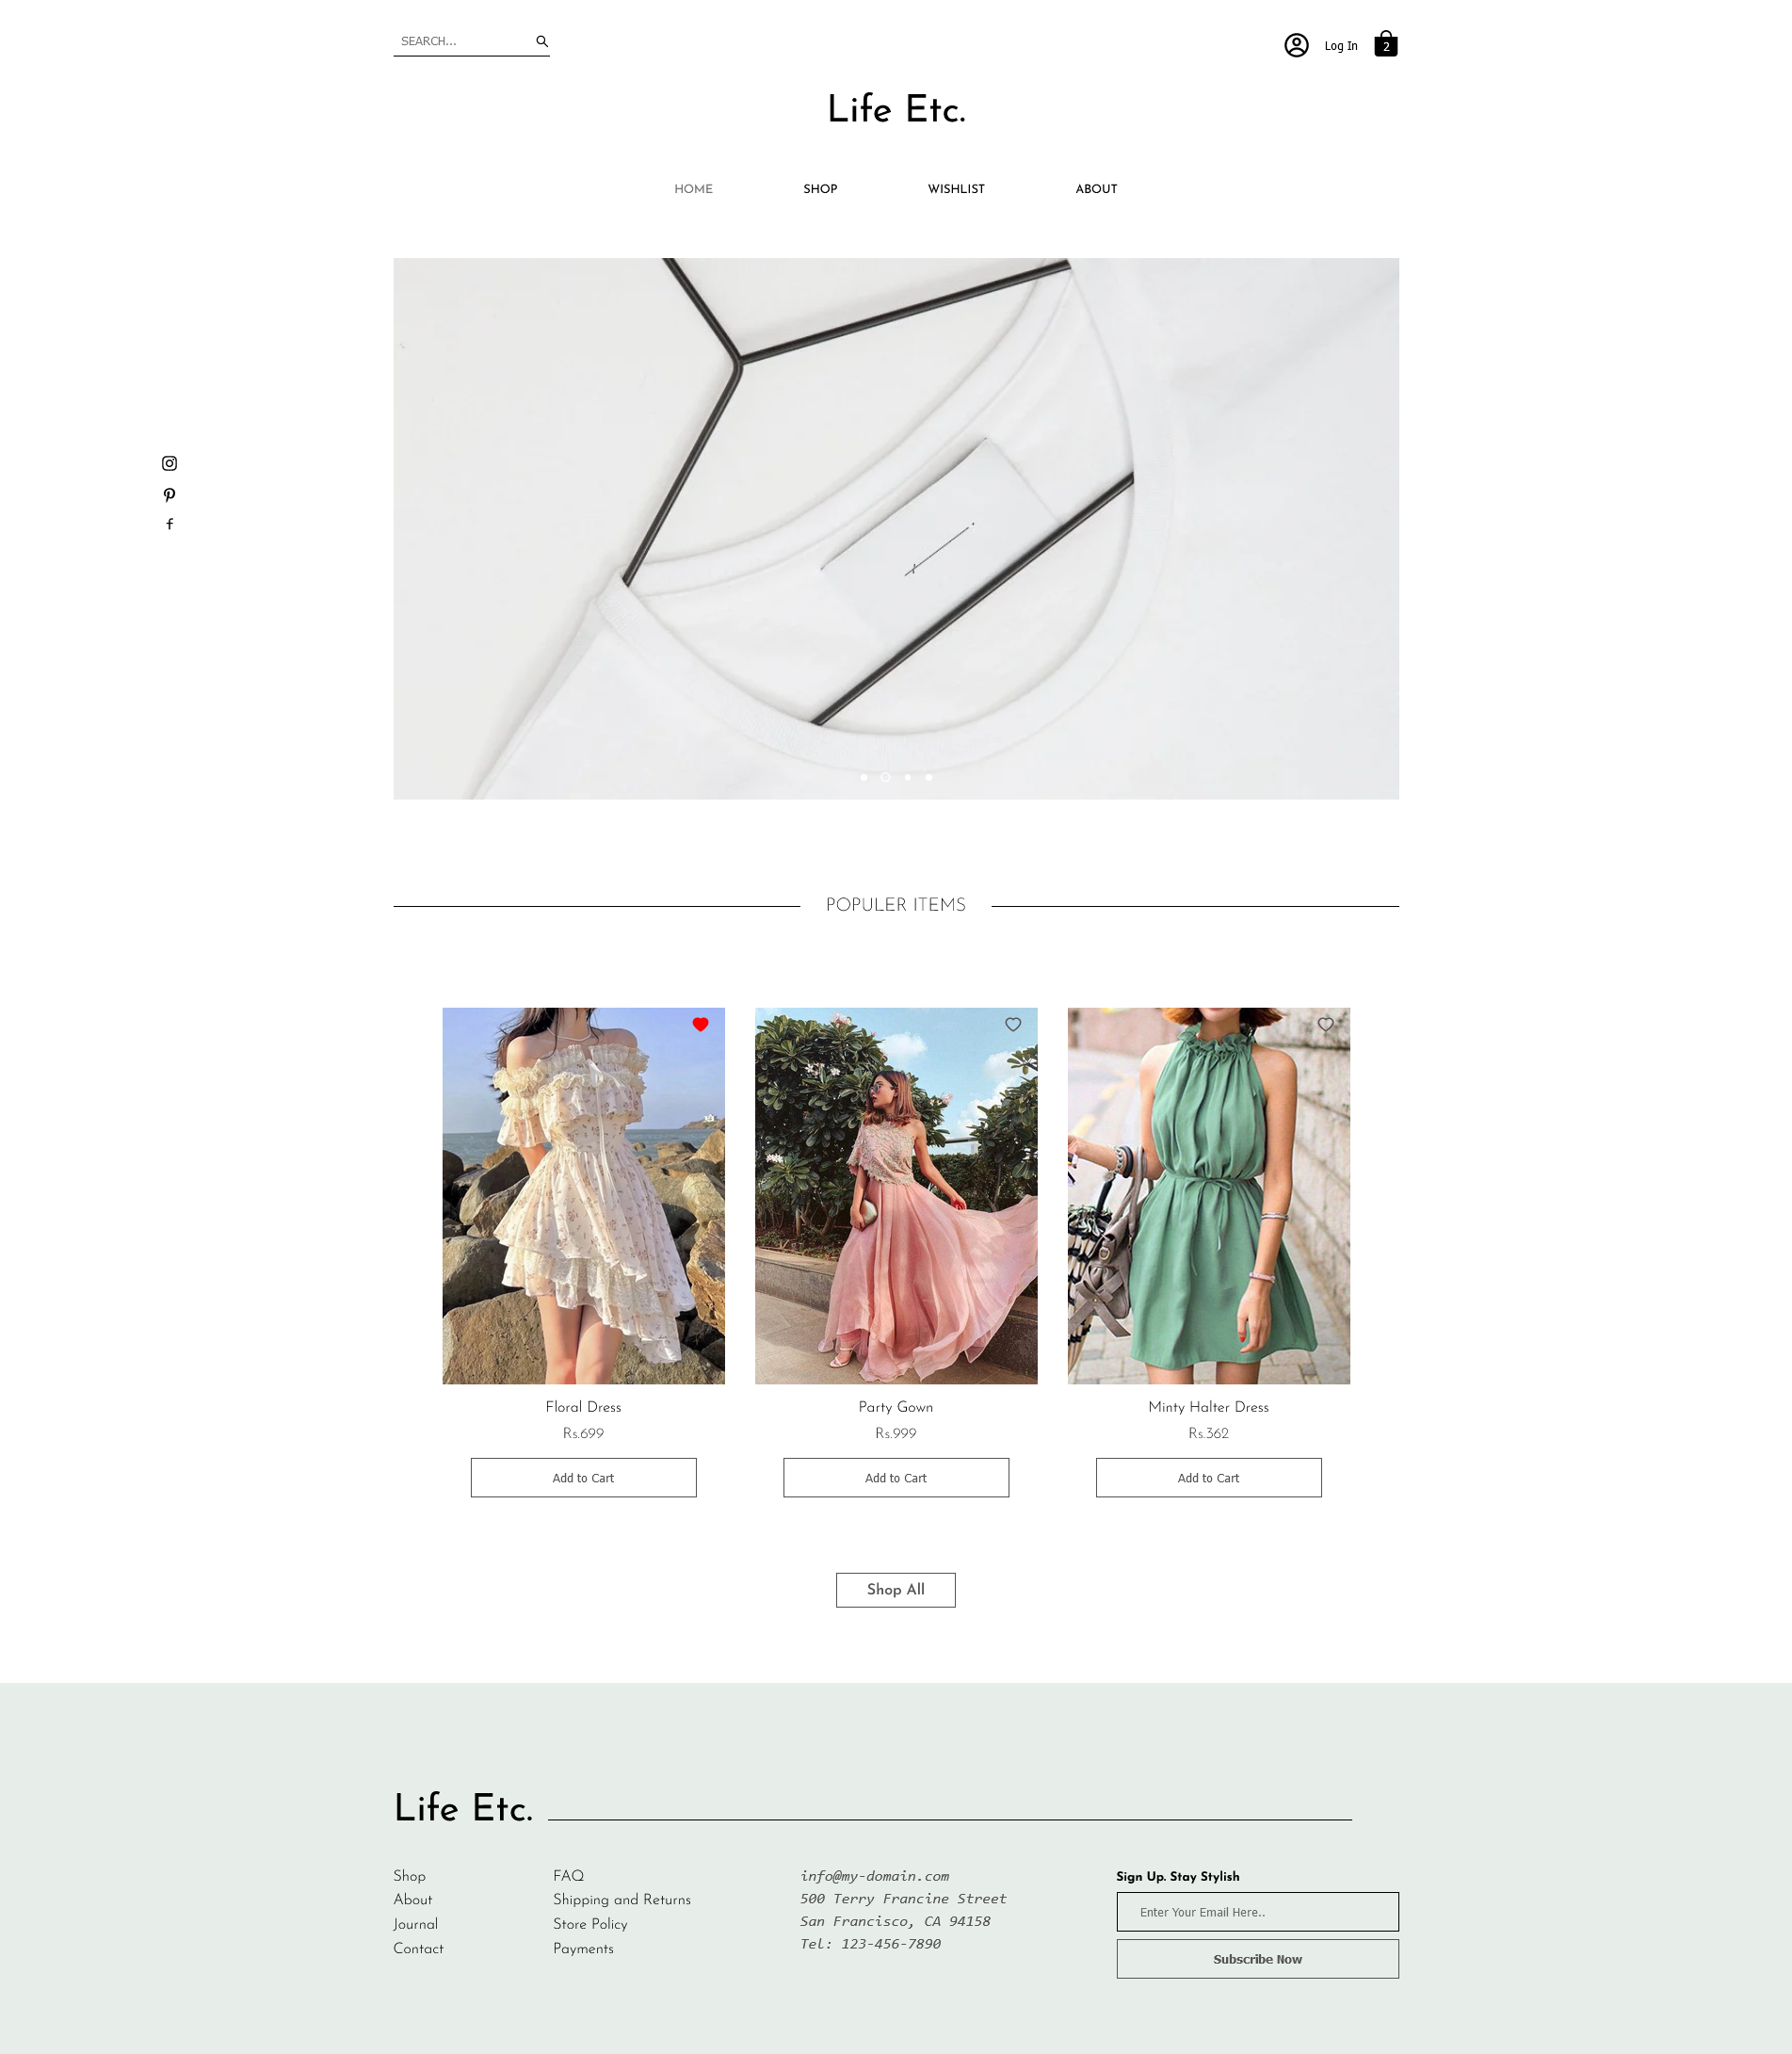 SEARCH...
Log In
2
Life Etc.
HOME SHOP WISHLIST ABOUT
POPULER ITEMS
Floral Dress
Rs.699
Add to Cart
Party Gown
Rs.999
Add to Cart
Minty Halter Dress
Rs.362
Add to Cart
Shop All
Life Etc.
Shop
About
Journal
Contact
FAQ
Shipping and Returns
Store Policy
Payments
info@my-domain.com
500 Terry Francine Street
San Francisco, CA 94158
Tel: 123-456-7890
Sign Up. Stay Stylish
Enter Your Email Here..
Subscribe Now